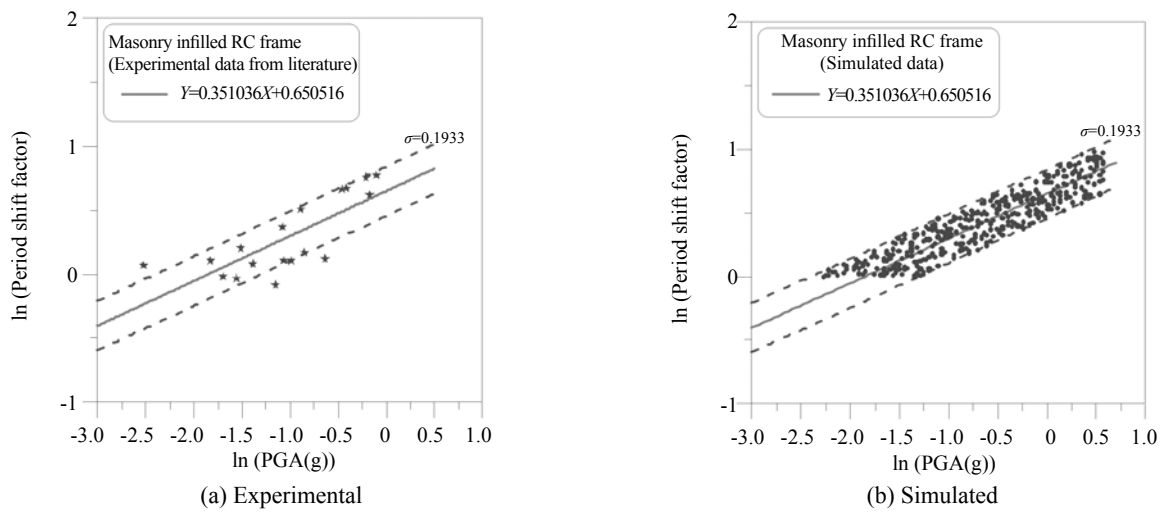 2
Masonry infilled RC frame
(Experimental data from literature)
Y=0.351036X+0.650516
1
σ=0.1933
ln (Period shift factor)
0
-1
-3.0 -2.5 -2.0 -1.5 -1.0 -0.5 0 0.5 1.0
ln (PGA(g))
(a) Experimental
2
Masonry infilled RC frame
(Simulated data)
Y=0.351036X+0.650516
1
σ=0.1933
ln (Period shift factor)
0
-1
-3.0 -2.5 -2.0 -1.5 -1.0 -0.5 0 0.5 1.0
ln (PGA(g))
(b) Simulated